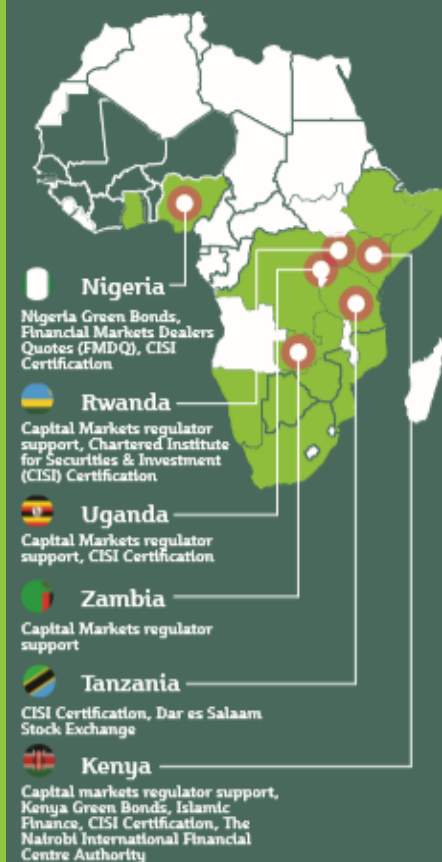 Nigeria
Nigeria Green Bonds,
Financial Markets Dealers
Quotes (FMDQ), CISI
Certification
Rwanda
Capital Markets regulator
support, Chartered Institute
for Securities & Investment
(CISI) Certification
Uganda
Capital Markets regulator
support, CISI Certification
Zambia
Capital Markets regulator
support
Tanzania
CISI Certification, Dar es Salaam
Stock Exchange
Kenya
Capital markets regulator support,
Kenya Green Bonds, Islamic
Finance, CISI Certification, The
Nairobi International Financial
Centre Authority